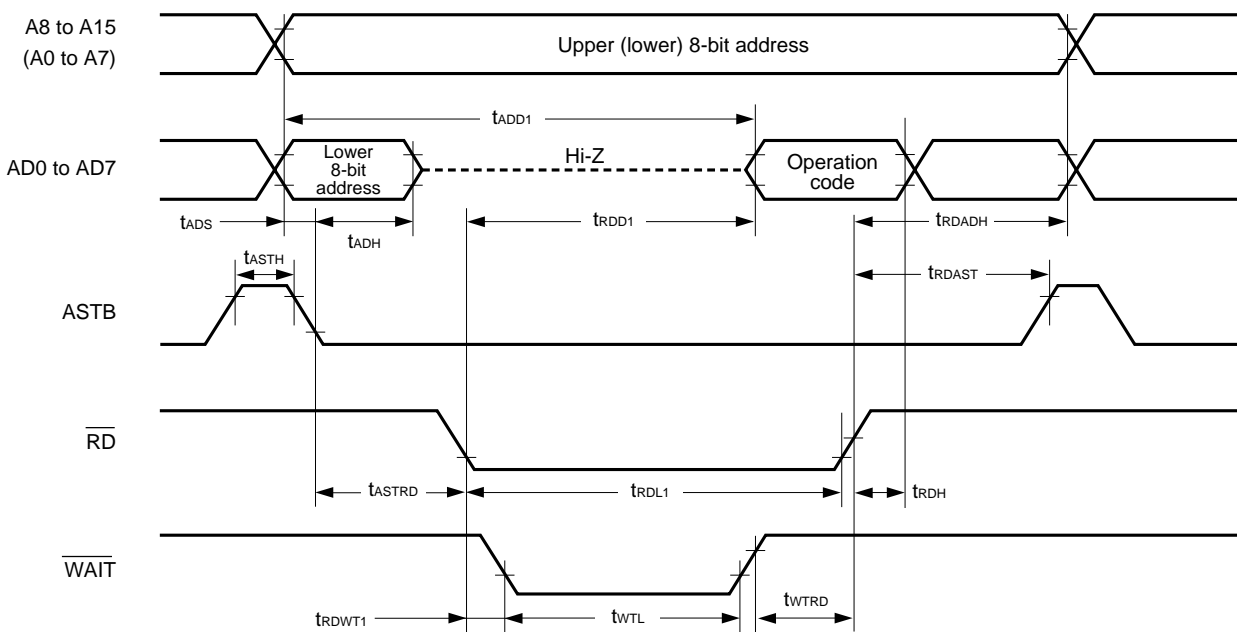 A8 to A15
(A0 to A7)
Upper (lower) 8-bit address
tADD1
AD0 to AD7
Lower
8-bit
address
Hi-Z
Operation
code
tADS
tADH
tRDD1
tRDADH
tASTH
tRDAST
ASTB
RD
tASTRD
tRDL1
tRDH
WAIT
tRDWT1
tWTL
tWTRD